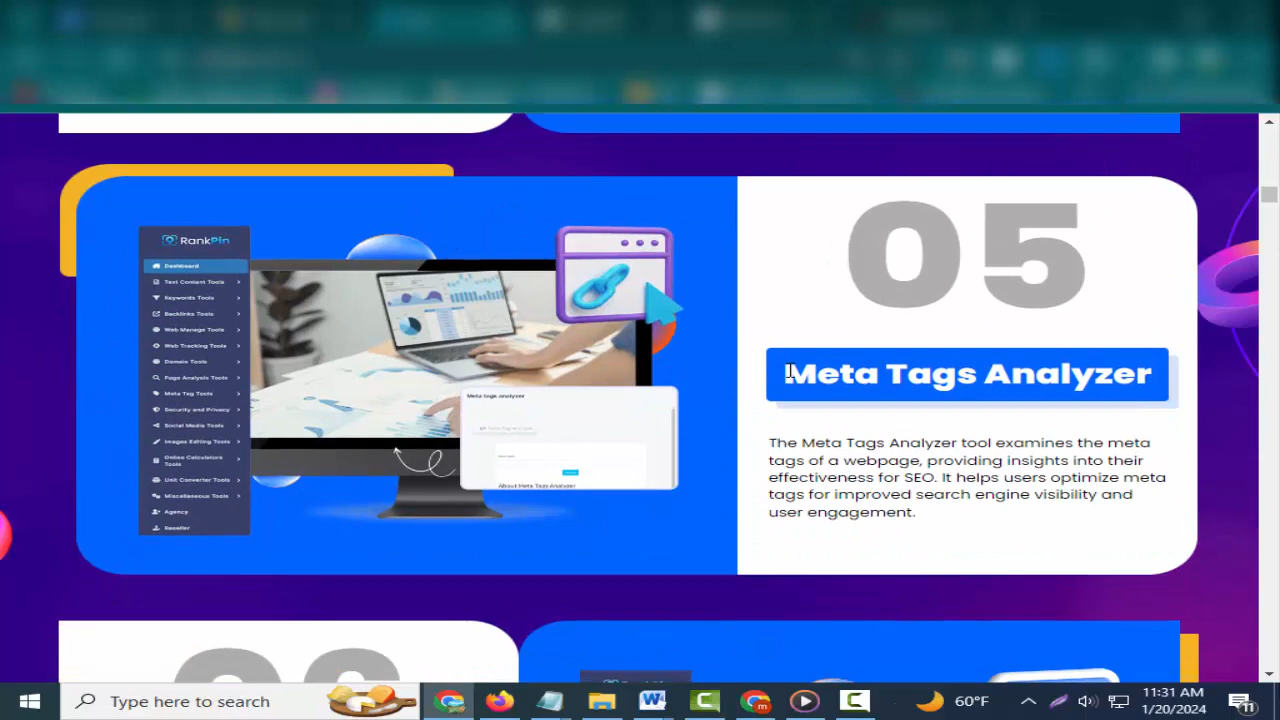 05
RankPin
Dashboard
Text Content Tools
Keywords Tools
Backlinks Tools
Web Manage Tools
Web Tracking Tools
Domain Tools
Page Analysis Tools
Meta Tag Tools
Security and Privacy
Social Media Tools
Images Editing Tools
Online Calculators
Tools
Unit Converter Tools
Miscellaneous Tools
Agency
Reseller
Meta tags analyzer
About Meta Tags Analyzer
Meta Tags Analyzer
The Meta Tags Analyzer tool examines the meta
tags of a webpage, providing insights into their
effectiveness for SEO. It helps users optimize meta
tags for improved search engine visibility and
user engagement.
Type here to search
60°F
11:31 AM
1/20/2024
11